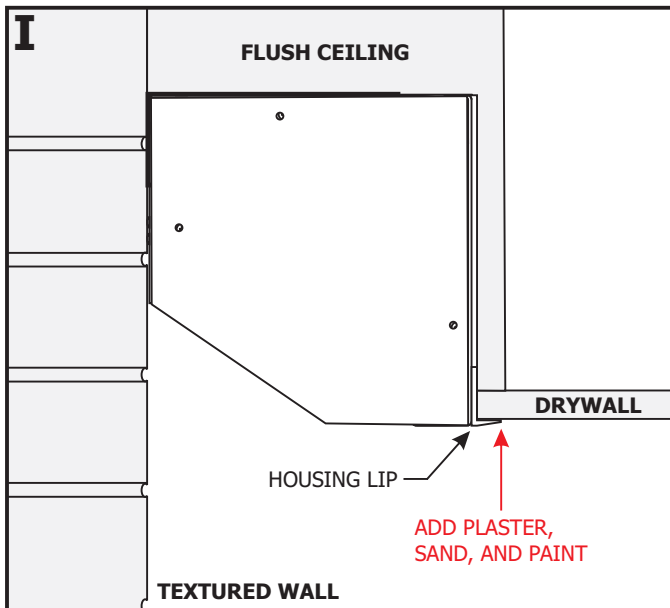 I
FLUSH CEILING
DRYWALL
HOUSING LIP
ADD PLASTER,
SAND, AND PAINT
TEXTURED WALL